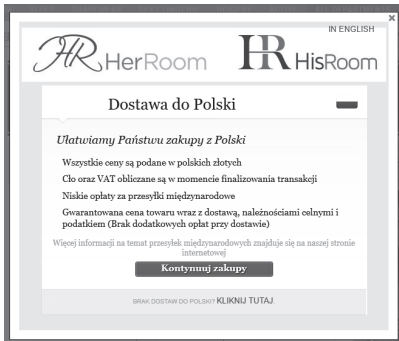 IN ENGLISH
HR HerRoom
HR HisRoom
Dostawa do Polski
Ułatwiamy Państwu zakupy z Polski
Wszystkie ceny są podane w polskich złotych
Cło oraz VAT obliczane są w momencie finalizowania transakcji
Niskie opłaty za przesyłki międzynarodowe
Gwarantowana cena towaru wraz z dostawą, należnościami celnymi i
podatkiem (Brak dodatkowych opłat przy dostawie)
Więcej informacji na temat przesyłek międzynarodowych znajduje się na naszej stronie
internetowej
Kontynuuj zakupy
BRAK DOSTAW DO POLSKI? KLIKNIJ TUTAJ.